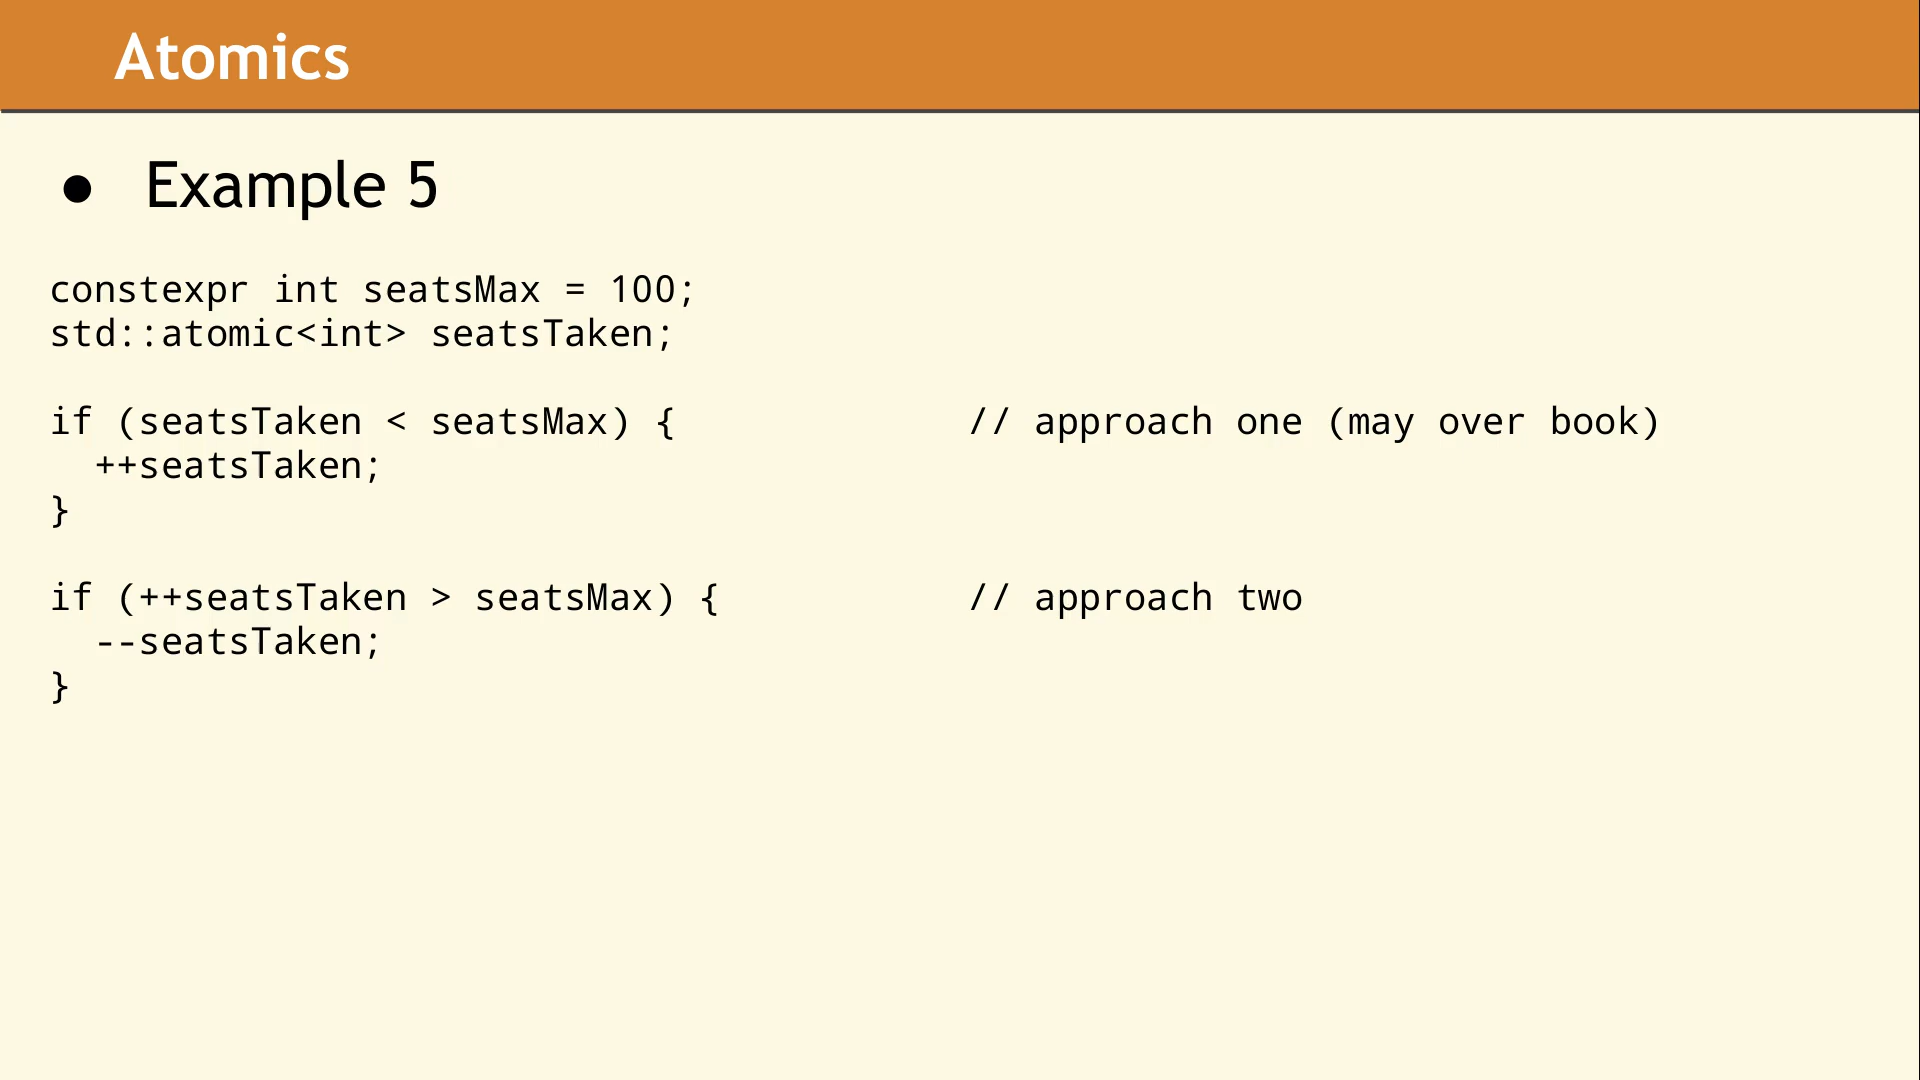 Atomics
● Example 5
constexpr int seatsMax = 100;
std::atomic<int> seatsTaken;
if (seatsTaken < seatsMax) { // approach one (may over book)
++seatsTaken;
}
if (++seatsTaken > seatsMax) { // approach two
--seatsTaken;
}